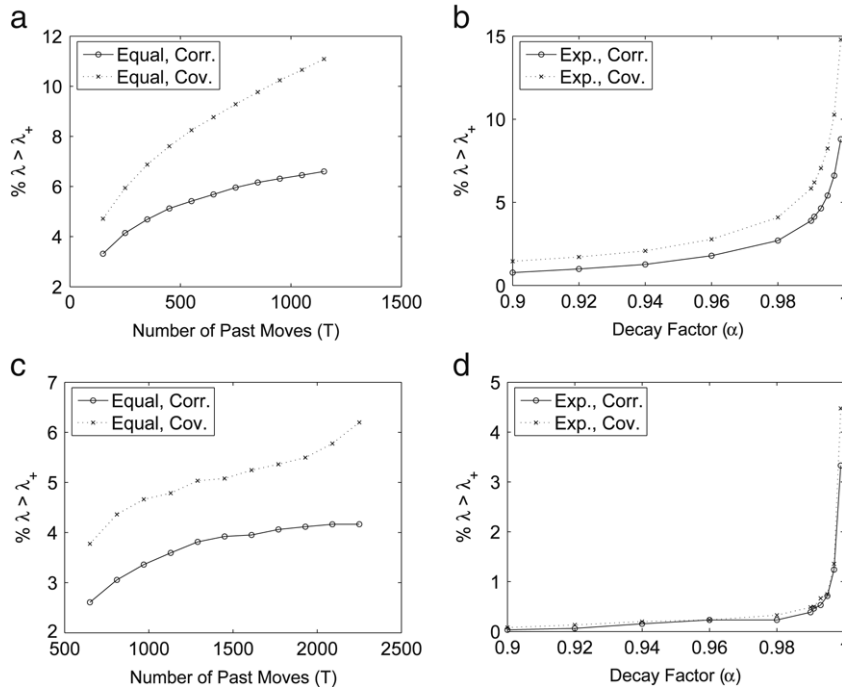 a
Equal, Corr.
Equal, Cov.
12
10
8
6
4
2
% λ > λ+
0
500
1000
1500
Number of Past Moves (T)
b
Exp., Corr.
Exp., Cov.
15
10
5
0
% λ > λ+
0.9
0.92
0.94
0.96
0.98
1
Decay Factor (α)
c
Equal, Corr.
Equal, Cov.
7
6
5
4
3
2
% λ > λ+
500
1000
1500
2000
2500
Number of Past Moves (T)
d
Exp., Corr.
Exp., Cov.
5
4
3
2
1
0
% λ > λ+
0.9
0.92
0.94
0.96
0.98
1
Decay Factor (α)